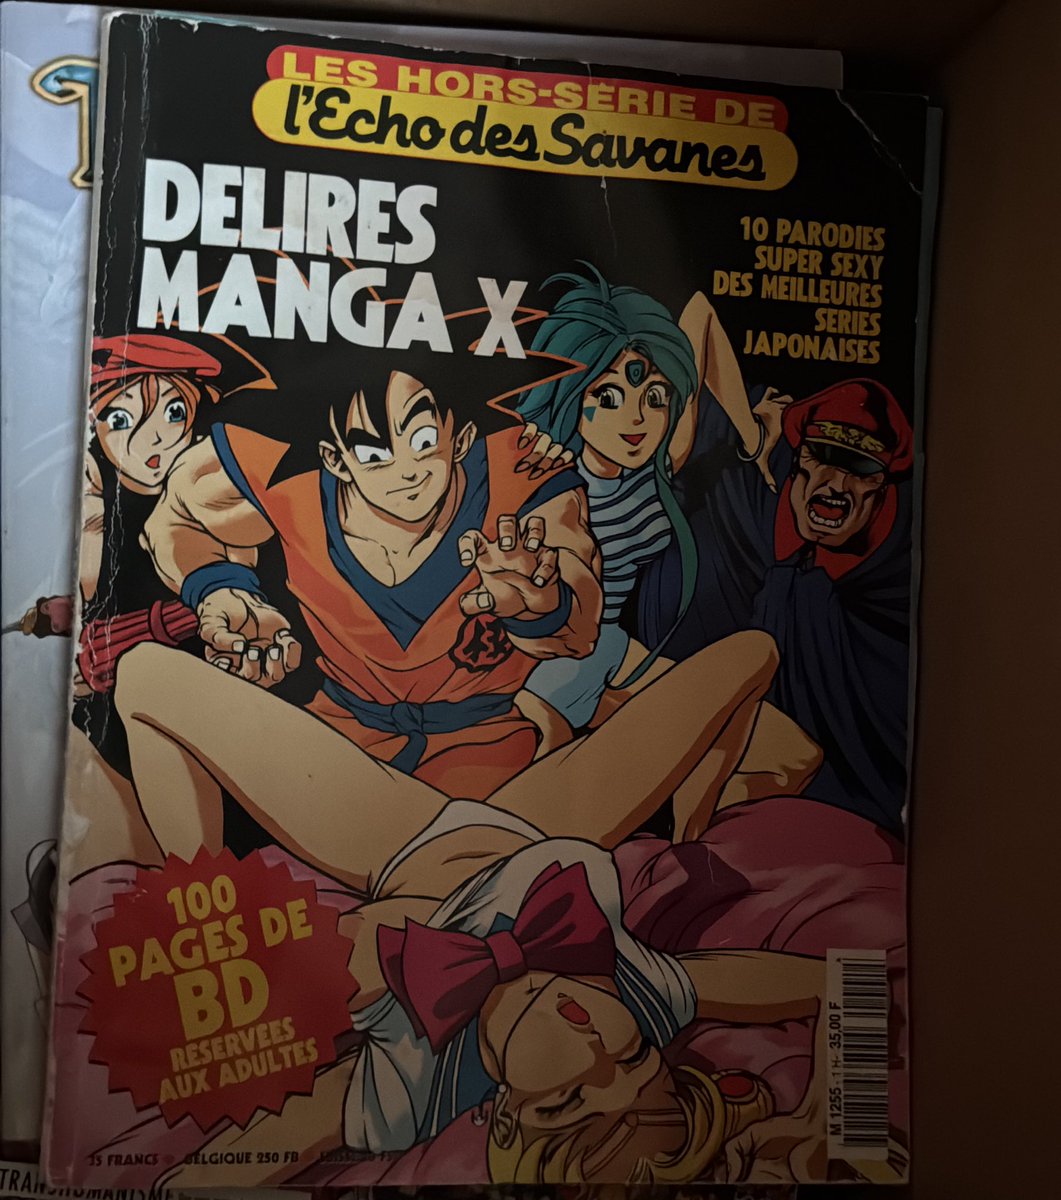 LES HORS-SÉRIE DE
l'Echo des Savanes
DELIRES
MANGA X
10 PARODIES
SUPER SEXY
DES MEILLEURES
SERIES
JAPONAISES
100
PAGES DE
BD
RESERVEES
AUX ADULTES
M 1255 - 1 H - 35,00 F
35 FRANCS BELGIQUE 250 FB
TRANSHUMANISME